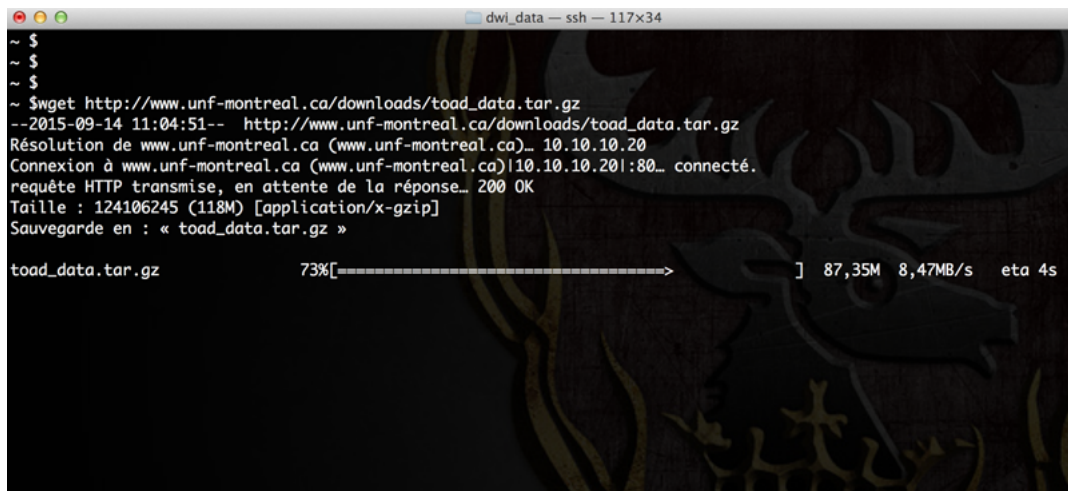 dwi_data — ssh — 117×34
~ $
~ $
~ $
~ $wget http://www.unf-montreal.ca/downloads/toad_data.tar.gz
--2015-09-14 11:04:51-- http://www.unf-montreal.ca/downloads/toad_data.tar.gz
Résolution de www.unf-montreal.ca (www.unf-montreal.ca)… 10.10.10.20
Connexion à www.unf-montreal.ca (www.unf-montreal.ca)|10.10.10.20|:80… connecté.
requête HTTP transmise, en attente de la réponse… 200 OK
Taille : 124106245 (118M) [application/x-gzip]
Sauvegarde en : « toad_data.tar.gz »
toad_data.tar.gz 73%[===================================> ] 87,35M 8,47MB/s eta 4s